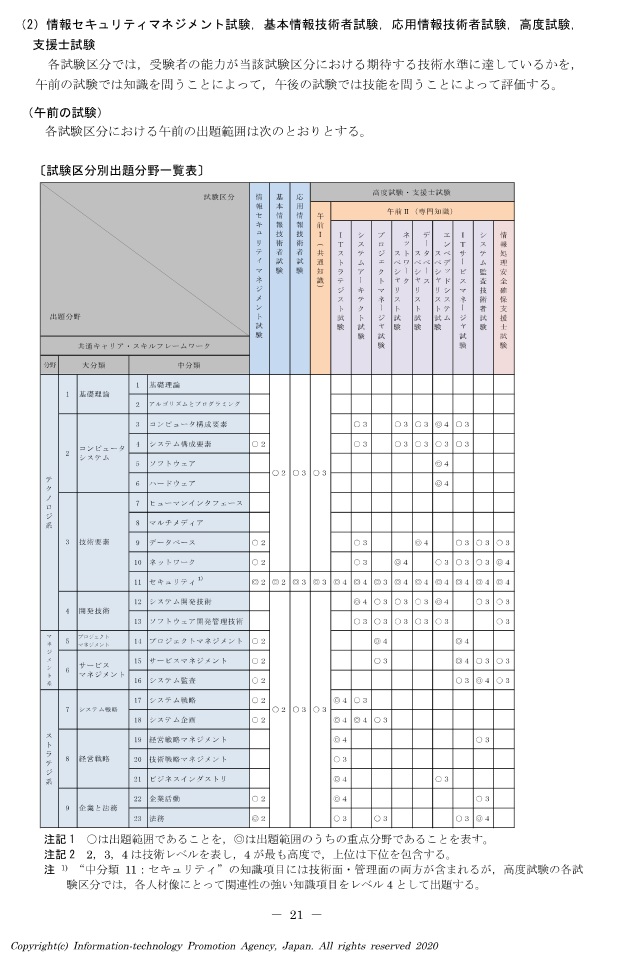 (2) 情報セキュリティマネジメント試験，基本情報技術者試験，応用情報技術者試験，高度試験，
支援士試験
各試験区分では，受験者の能力が当該試験区分における期待する技術水準に達しているかを，
午前の試験では知識を問うことによって，午後の試験では技能を問うことによって評価する。
（午前の試験）
各試験区分における午前の出題範囲は次のとおりとする。
〔試験区分別出題分野一覧表〕
試験区分
出題分野
共通キャリア・スキルフレームワーク
分野 大分類 中分類
情報セキュリティマネジメント試験
基本情報技術者試験
応用情報技術者試験
高度試験・支援士試験
午前Ⅰ（共通知識）
午前Ⅱ（専門知識）
ITストラテジスト試験
システムアーキテクト試験
プロジェクトマネージャ試験
ネットワークスペシャリスト試験
データベーススペシャリスト試験
エンベデッドシステムスペシャリスト試験
ITサービスマネージャ試験
システム監査技術者試験
情報処理安全確保支援士試験
テクノロジ系
1 基礎理論
1 基礎理論
2 アルゴリズムとプログラミング
2 コンピュータシステム
3 コンピュータ構成要素 ○3 ○3 ○3 ◎4 ○3
4 システム構成要素 ○2 ○3 ○3 ○3 ○3 ○3
○2 ○3 ○3
5 ソフトウェア ◎4
6 ハードウェア ◎4
3 技術要素
7 ヒューマンインタフェース
8 マルチメディア
9 データベース ○2 ○3 ◎4 ○3 ○3 ○3
10 ネットワーク ○2 ○3 ◎4 ○3 ○3 ○3 ◎4
11 セキュリティ1) ◎2 ◎2 ◎3 ◎3 ◎4 ◎4 ◎3 ◎4 ◎4 ◎4 ◎4 ◎4 ◎4
4 開発技術
12 システム開発技術 ◎4 ○3 ○3 ○3 ◎4 ○3 ○3
13 ソフトウェア開発管理技術 ○3 ○3 ○3 ○3 ○3 ○3
マネジメント系
5 プロジェクトマネジメント
14 プロジェクトマネジメント ○2 ◎4 ◎4
6 サービスマネジメント
15 サービスマネジメント ○2 ○3 ◎4 ○3 ○3
16 システム監査 ○2 ○3 ◎4 ○3
ストラテジ系
7 システム戦略
17 システム戦略 ○2 ◎4 ○3
○2 ○3 ○3
18 システム企画 ○2 ◎4 ◎4 ○3
8 経営戦略
19 経営戦略マネジメント ◎4 ○3
20 技術戦略マネジメント ○3
21 ビジネスインダストリ ◎4 ○3
9 企業と法務
22 企業活動 ○2 ◎4 ○3
23 法務 ◎2 ○3 ○3 ○3 ◎4
注記1 ○は出題範囲であることを，◎は出題範囲のうちの重点分野であることを表す。
注記2 2，3，4は技術レベルを表し，4が最も高度で，上位は下位を包含する。
注 1) “中分類 11：セキュリティ”の知識項目には技術面・管理面の両方が含まれるが，高度試験の各試
験区分では，各人材像にとって関連性の強い知識項目をレベル4として出題する。
— 21 —
Copyright(c) Information-technology Promotion Agency, Japan. All rights reserved 2020